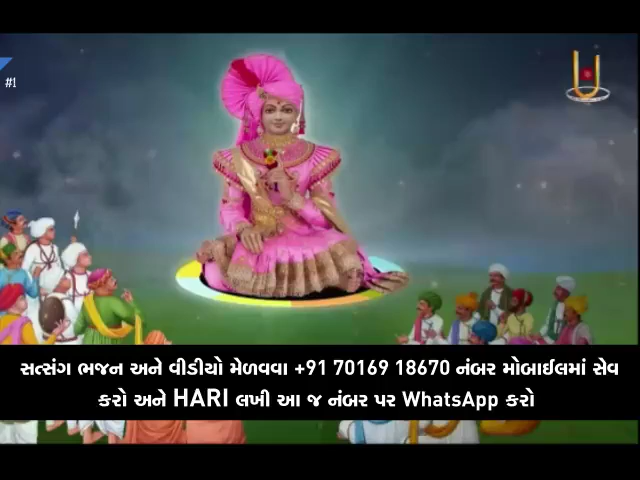 #1
સત્સંગ ભજન અને વીડીયો મેળવવા +91 70169 18670 નંબર મોબાઈલમાં સેવ
કરો અને HARI લખી આ જ નંબર પર WhatsApp કરો